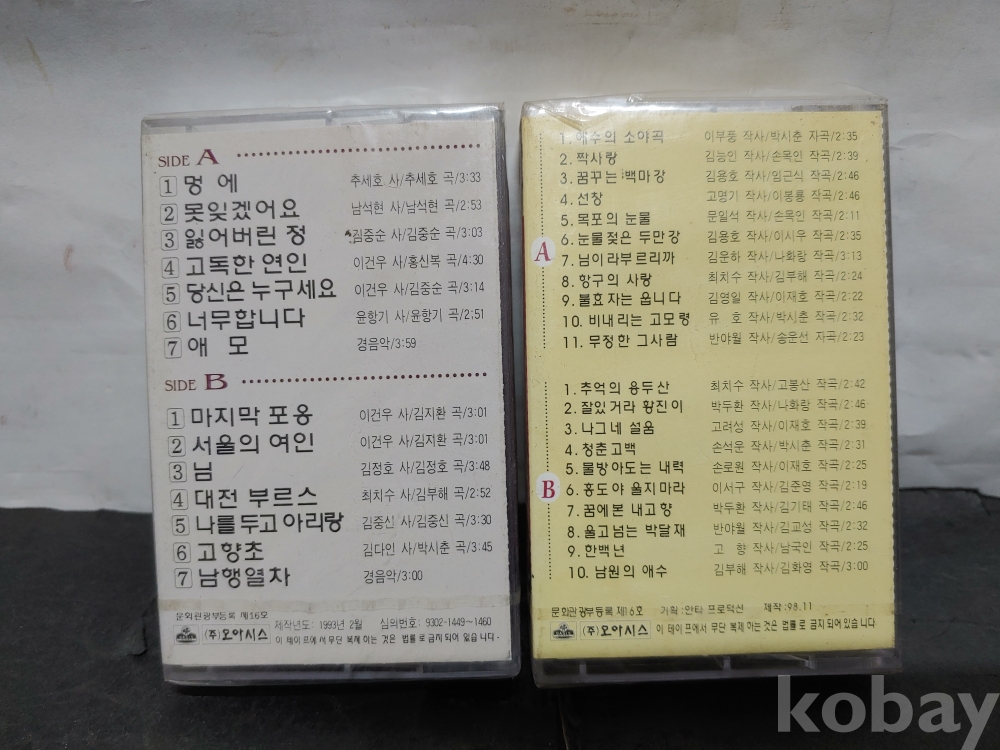 SIDE A
1 멍 에 추세호 사/추세호 곡/3:33
2 못잊겠어요 남석현 사/남석현 곡/2:53
3 잃어버린 정 김중순 사/김중순 곡/3:03
4 고독한 연인 이건우 사/홍신복 곡/4:30
5 당신은 누구세요 이건우 사/김중순 곡/3:14
6 너무합니다 윤항기 사/윤항기 곡/2:51
7 애 모 경음악/3:59
SIDE B
1 마지막 포옹 이건우 사/김지환 곡/3:01
2 서울의 여인 이건우 사/김지환 곡/3:01
3 님 김정호 사/김정호 곡/3:48
4 대전 부르스 최치수 사/김부해 곡/2:52
5 나를 두고 아리랑 김중신 사/김중신 곡/3:30
6 고향초 김다인 사/박시춘 곡/3:45
7 남행열차 경음악/3:00
문화관광부등록 제16호 제작년도: 1993년 2월 심의번호: 9302-1449~1460
(주)오아시스 이 테이프에서 무단 복제 하는 것은 법률로 금지되어 있습니다.
A
1. 애수의 소야곡 이부풍 작사/박시춘 작곡/2:35
2. 짝사랑 김능인 작사/손목인 작곡/2:39
3. 꿈꾸는 백마강 김용호 작사/임근식 작곡/2:46
4. 선창 고명기 작사/이봉룡 작곡/2:46
5. 목포의 눈물 문일석 작사/손목인 작곡/2:11
6. 눈물젖은 두만강 김용호 작사/이시우 작곡/2:35
7. 님이라부르리까 김운하 작사/나화랑 작곡/3:13
8. 항구의 사랑 최치수 작사/김부해 작곡/2:24
9. 불효자는 웁니다 김영일 작사/이재호 작곡/2:22
10. 비내리는 고모령 유 호 작사/박시춘 작곡/2:32
11. 무정한 그사람 반야월 작사/송운선 작곡/2:23
B
1. 추억의 용두산 최치수 작사/고봉산 작곡/2:42
2. 잘있거라 황진이 박두환 작사/나화랑 작곡/2:46
3. 나그네 설움 고려성 작사/이재호 작곡/2:39
4. 청춘고백 손석운 작사/박시춘 작곡/2:31
5. 물방아도는 내력 손로원 작사/이재호 작곡/2:25
6. 홍도야 울지마라 이서구 작사/김준영 작곡/2:19
7. 꿈에본 내고향 박두환 작사/김기태 작곡/2:46
8. 울고넘는 박달재 반야월 작사/김교성 작곡/2:32
9. 한백년 고 향 작사/남국인 작곡/2:25
10. 남원의 애수 김부해 작사/김화영 작곡/3:00
문화관광부등록 제16호 기획:안타 프로덕션 제작:98.11
(주)오아시스 이 테이프에서 무단 복제 하는 것은 법률로 금지되어 있습니다
kobay